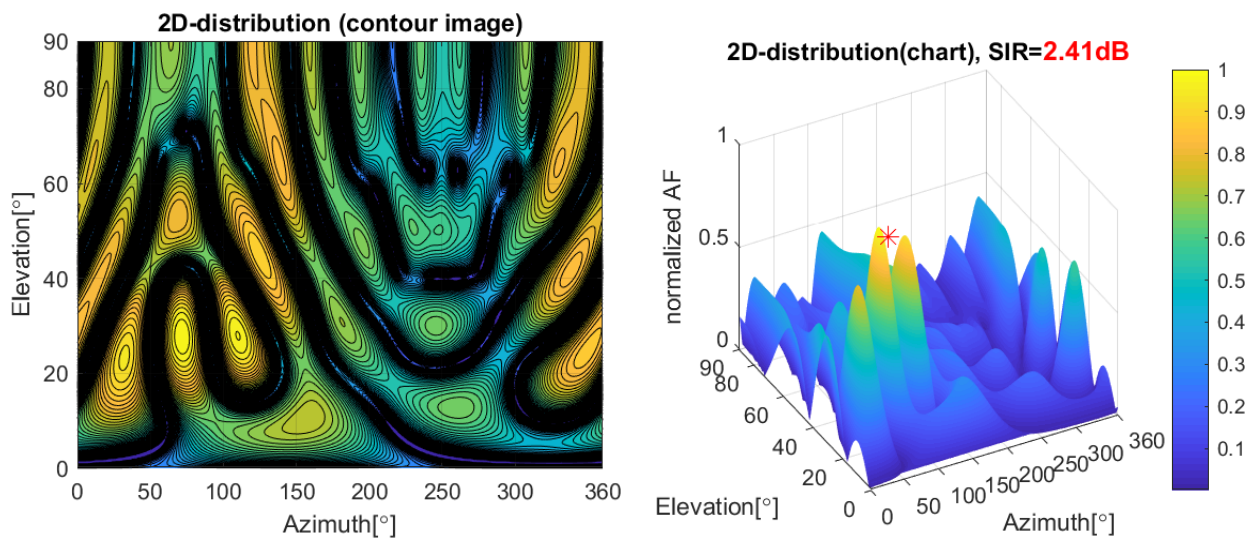 2D-distribution (contour image)
90
80
60
40
20
0
Elevation[°]
0 50 100 150 200 250 300 360
Azimuth[°]
2D-distribution(chart), SIR=2.41dB
1
0.5
0
normalized AF
90
80
60
40
20
0
Elevation[°]
0 50 100 150 200 250 300 360
Azimuth[°]
1
0.9
0.8
0.7
0.6
0.5
0.4
0.3
0.2
0.1